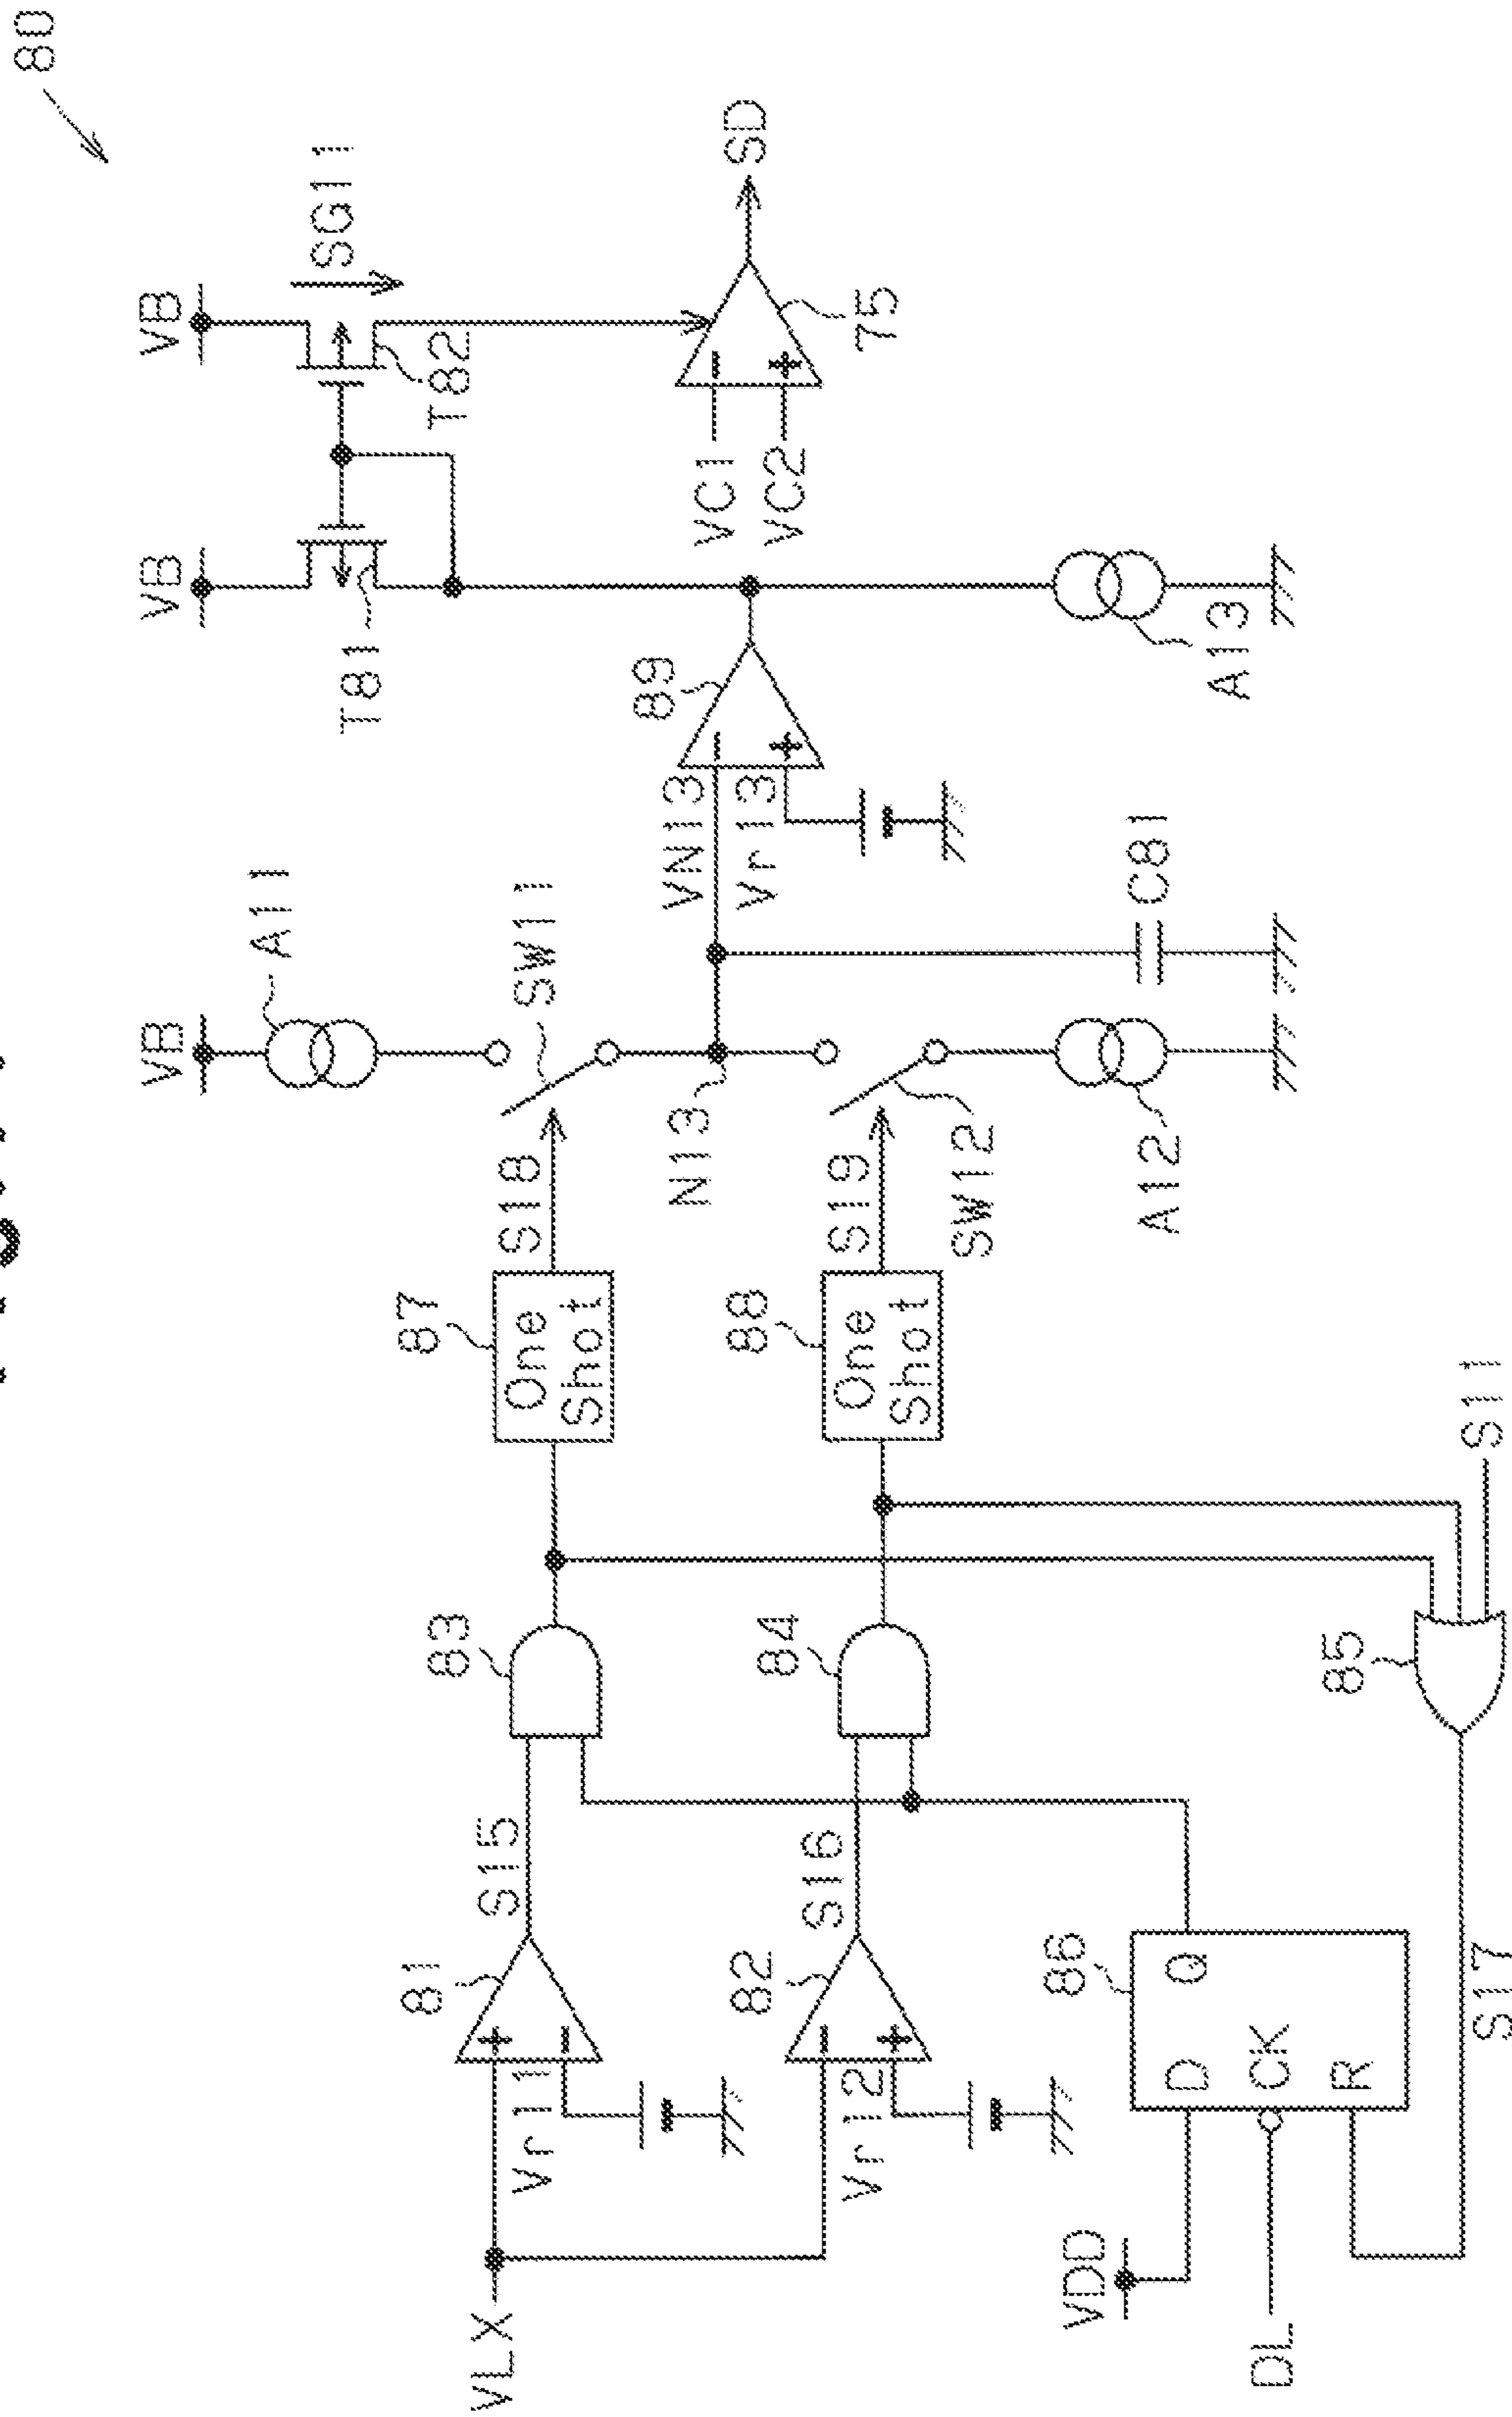 80
VB
VB
VB
SG11
T81
T82
A11
SW11
S18
87
One
Shot
83
S15
81
VLX
Vr11
SD
75
VC1
VC2
89
VN13
Vr13
N13
S19
88
One
Shot
84
S16
82
Vr12
SW12
A12
C81
A13
VDD
DL
86
D
Q
CK
R
85
S17
S11